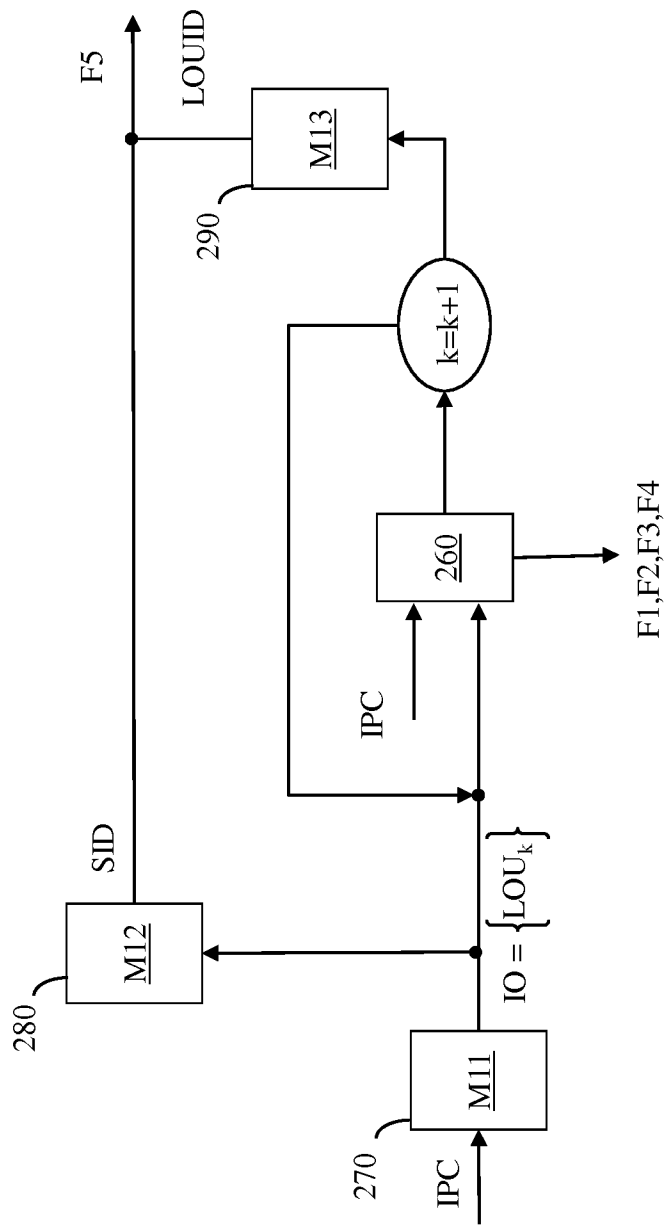 IPC
270
M11
IO = {LOUₖ}
280
M12
SID
IPC
260
F1,F2,F3,F4
k=k+1
290
M13
LOUID
F5